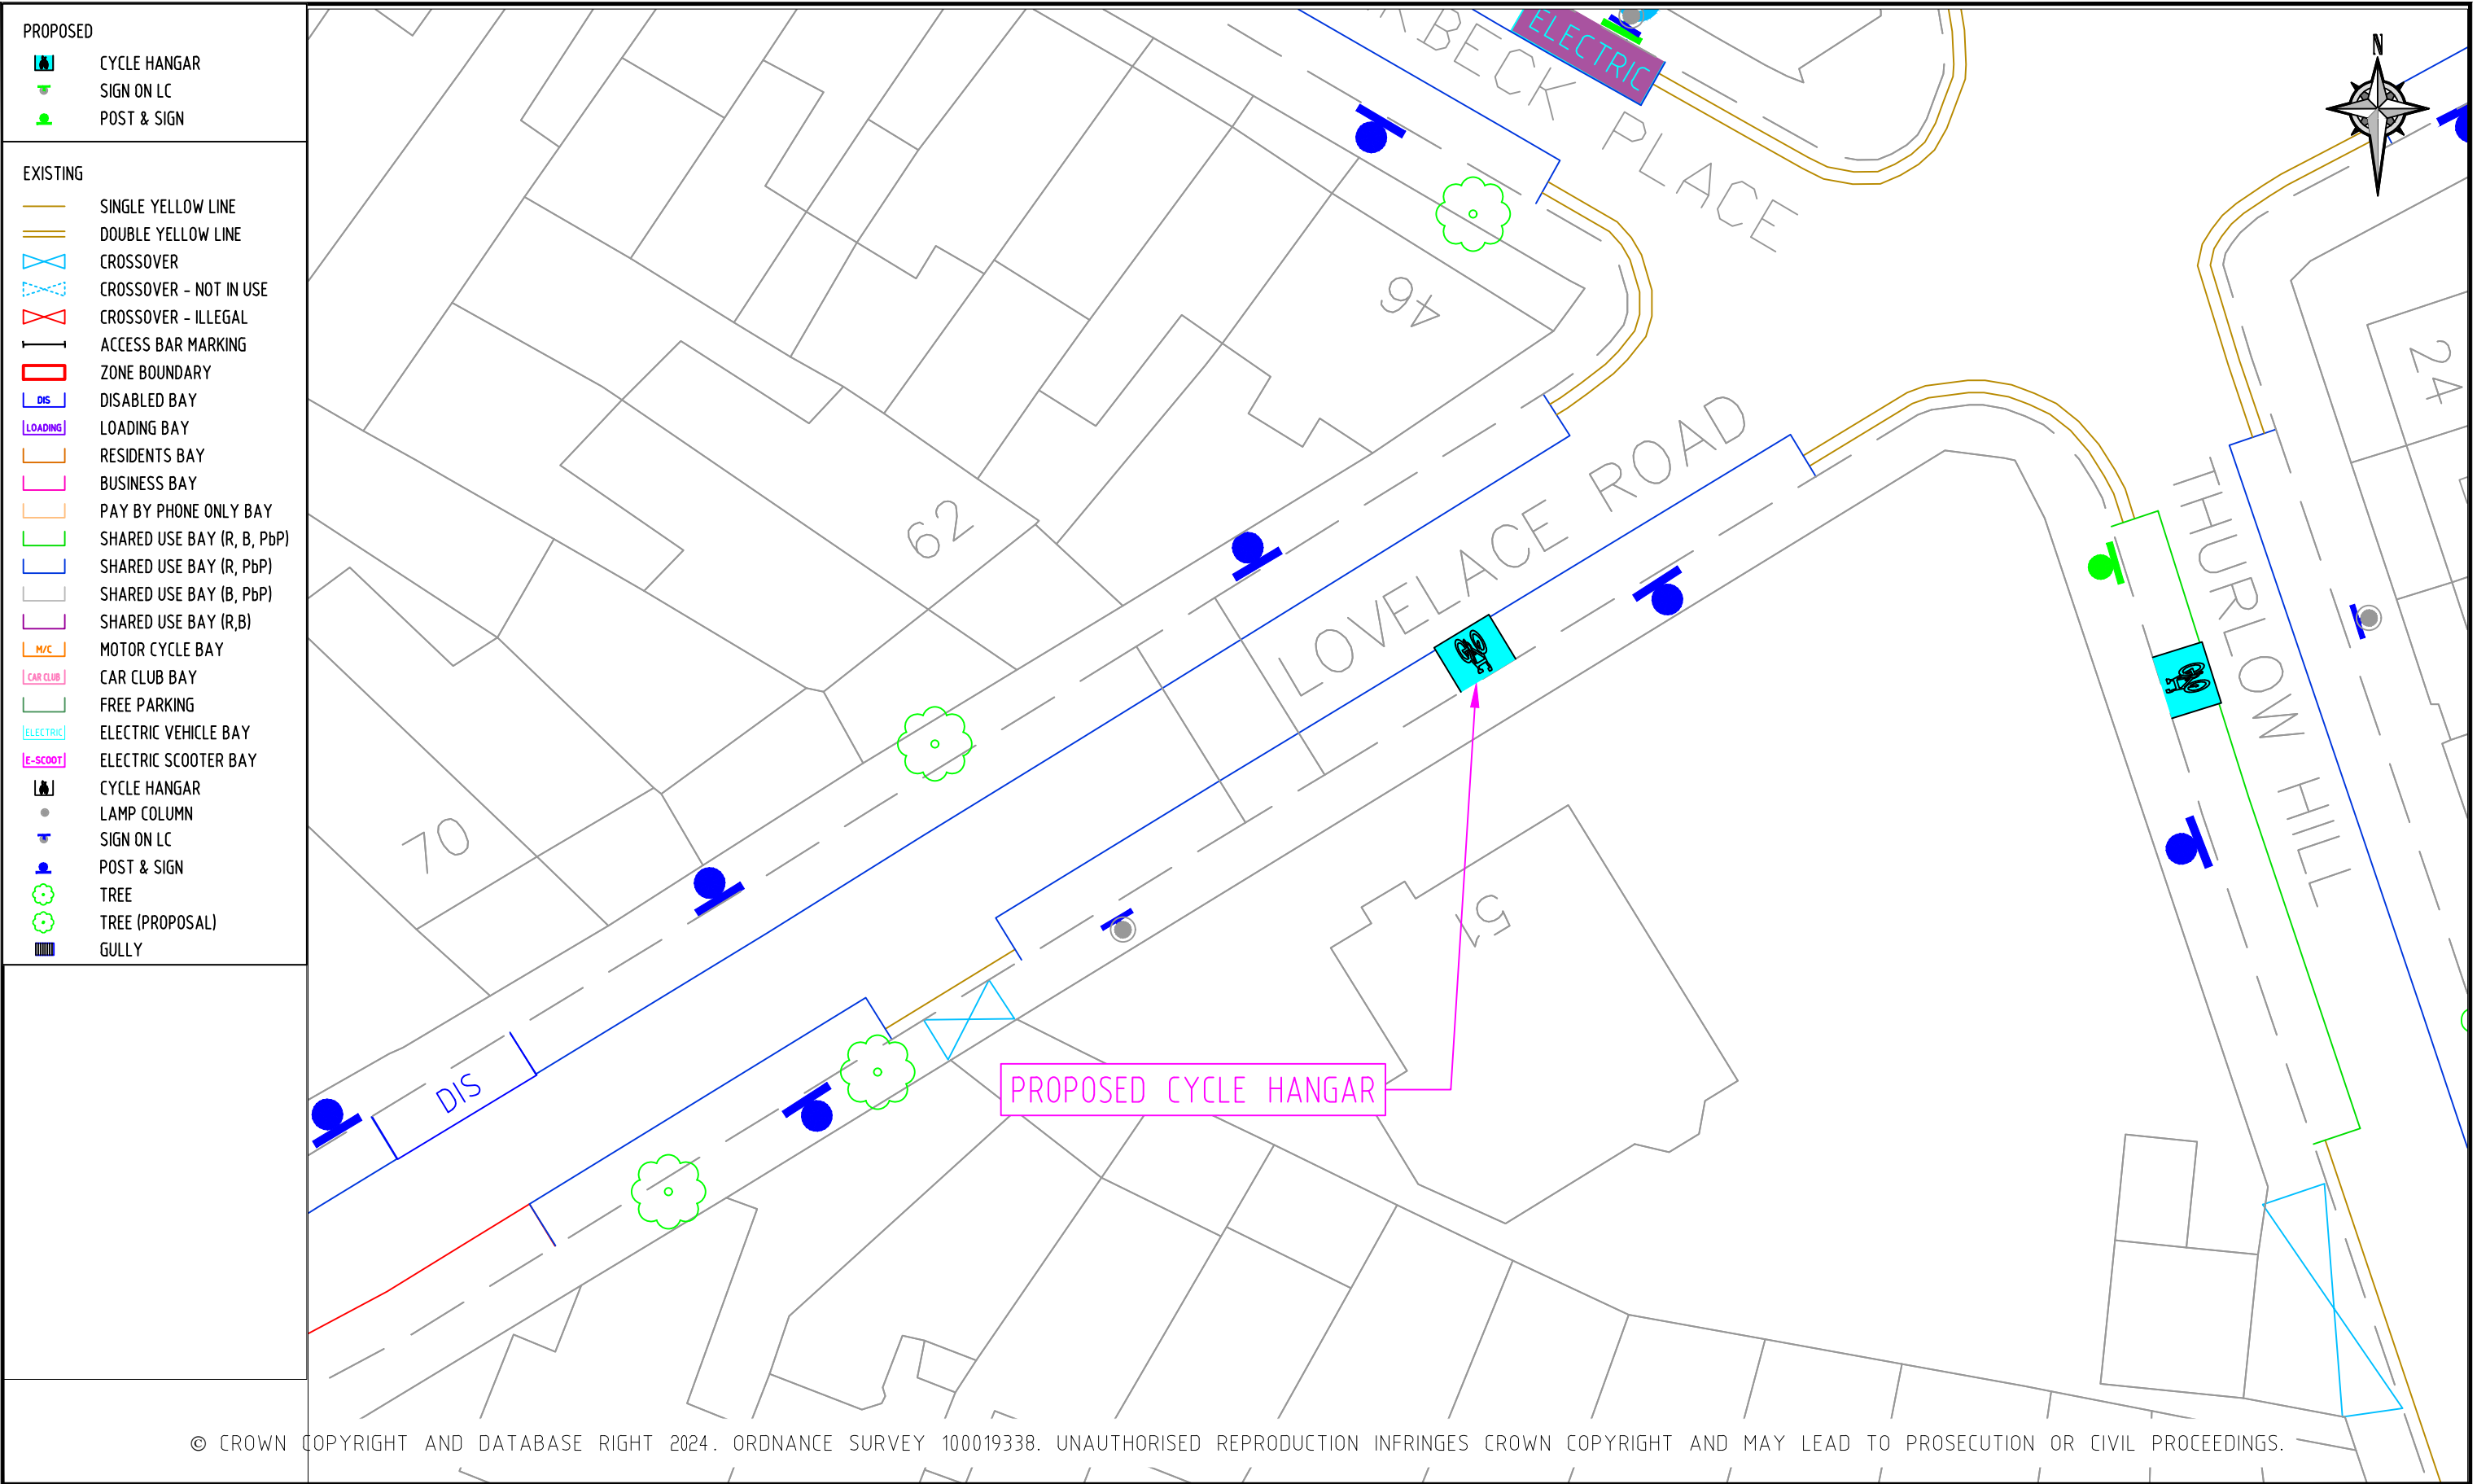 PROPOSED
CYCLE HANGAR
SIGN ON LC
POST & SIGN
EXISTING
SINGLE YELLOW LINE
DOUBLE YELLOW LINE
CROSSOVER
CROSSOVER - NOT IN USE
CROSSOVER - ILLEGAL
ACCESS BAR MARKING
ZONE BOUNDARY
DIS DISABLED BAY
LOADING LOADING BAY
RESIDENTS BAY
BUSINESS BAY
PAY BY PHONE ONLY BAY
SHARED USE BAY (R, B, PbP)
SHARED USE BAY (R, PbP)
SHARED USE BAY (B, PbP)
SHARED USE BAY (R,B)
M/C MOTOR CYCLE BAY
CAR CLUB CAR CLUB BAY
FREE PARKING
ELECTRIC ELECTRIC VEHICLE BAY
E-SCOOT ELECTRIC SCOOTER BAY
CYCLE HANGAR
LAMP COLUMN
SIGN ON LC
POST & SIGN
TREE
TREE (PROPOSAL)
GULLY
ELECTRIC
BECK PLACE
N
46
24
LOVELACE ROAD
THURLOW HILL
62
70
51
DIS
PROPOSED CYCLE HANGAR
© CROWN COPYRIGHT AND DATABASE RIGHT 2024. ORDNANCE SURVEY 100019338. UNAUTHORISED REPRODUCTION INFRINGES CROWN COPYRIGHT AND MAY LEAD TO PROSECUTION OR CIVIL PROCEEDINGS.